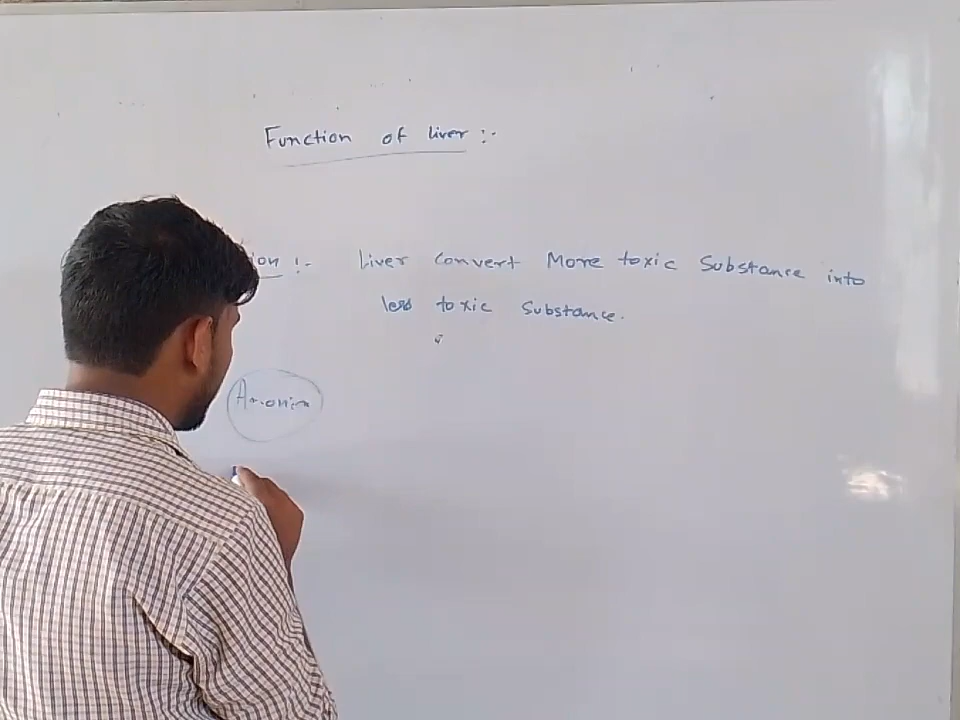 Function of liver :-
ion :- Liver Convert More toxic Substance into
less toxic Substance.
Amonia